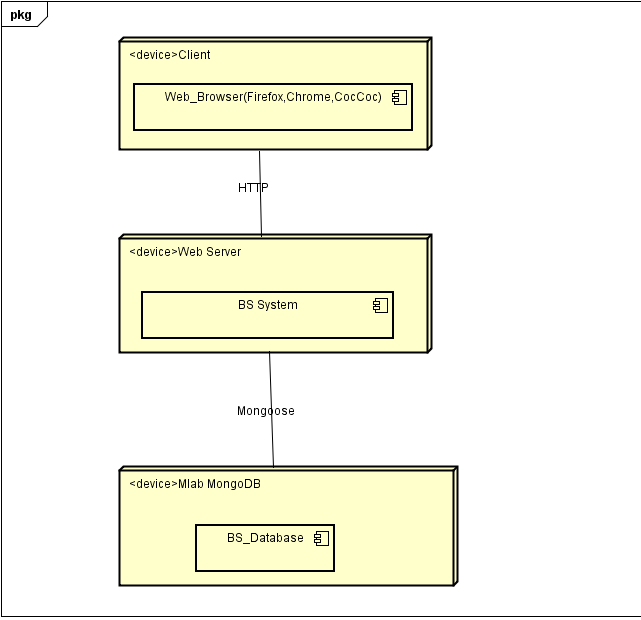 pkg
<device>Client
Web_Browser(Firefox,Chrome,CocCoc)
HTTP
<device>Web Server
BS System
Mongoose
<device>Mlab MongoDB
BS_Database